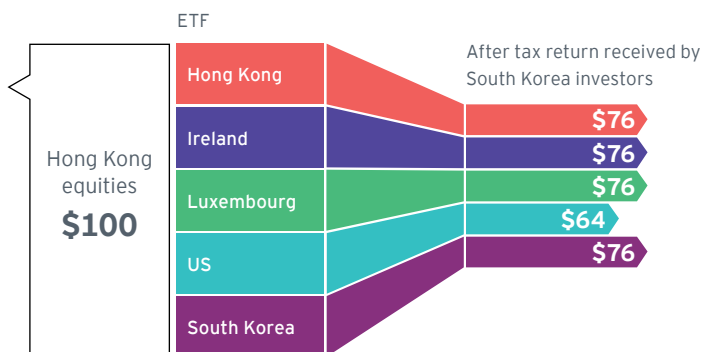 ETF
After tax return received by
South Korea investors
Hong Kong
equities
$100
Hong Kong
Ireland
Luxembourg
US
South Korea
$76
$76
$76
$64
$76